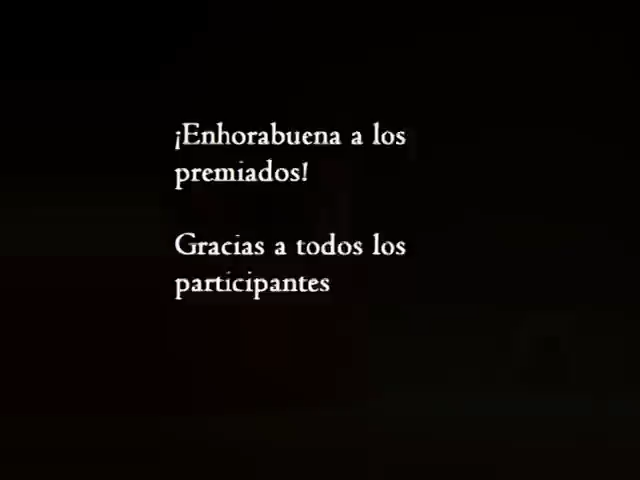 ¡Enhorabuena a los
premiados!
Gracias a todos los
participantes